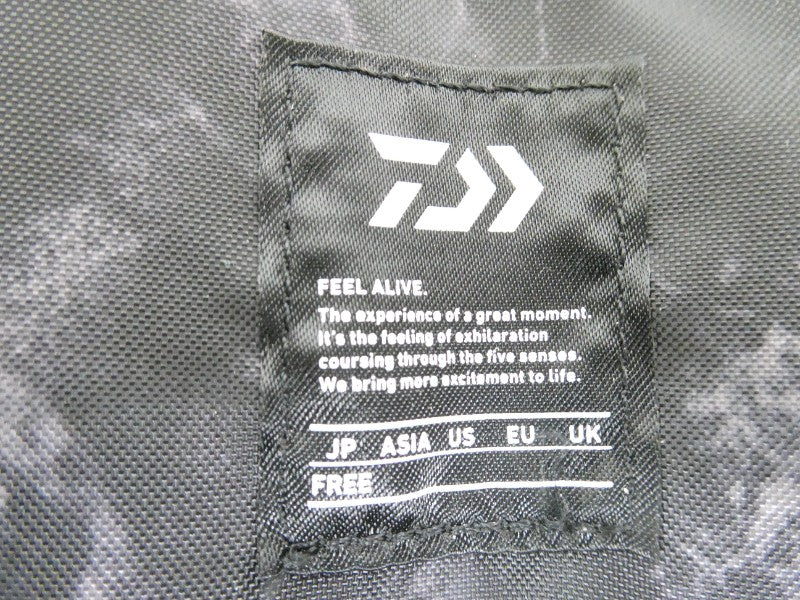 FEEL ALIVE.
The experience of a great moment.
It's the feeling of exhilaration
coursing through the five senses.
We bring more excitement to life.
JP ASIA US EU UK
FREE